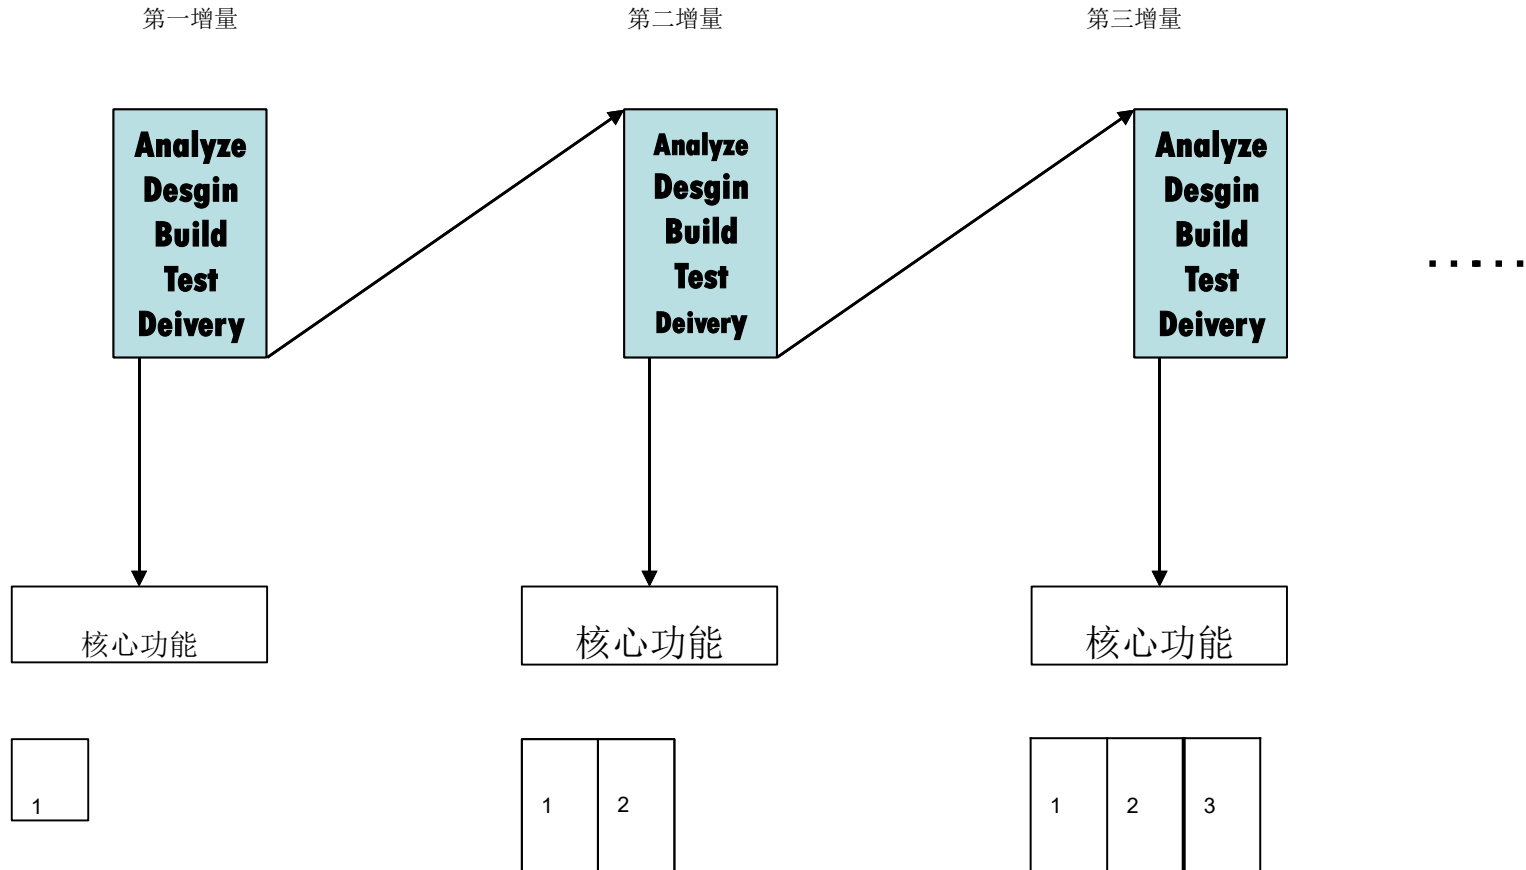 第一增量
第二增量
第三增量
Analyze
Desgin
Build
Test
Deivery
Analyze
Desgin
Build
Test
Deivery
Analyze
Desgin
Build
Test
Deivery
......
核心功能
核心功能
核心功能
1
1 2
1 2 3